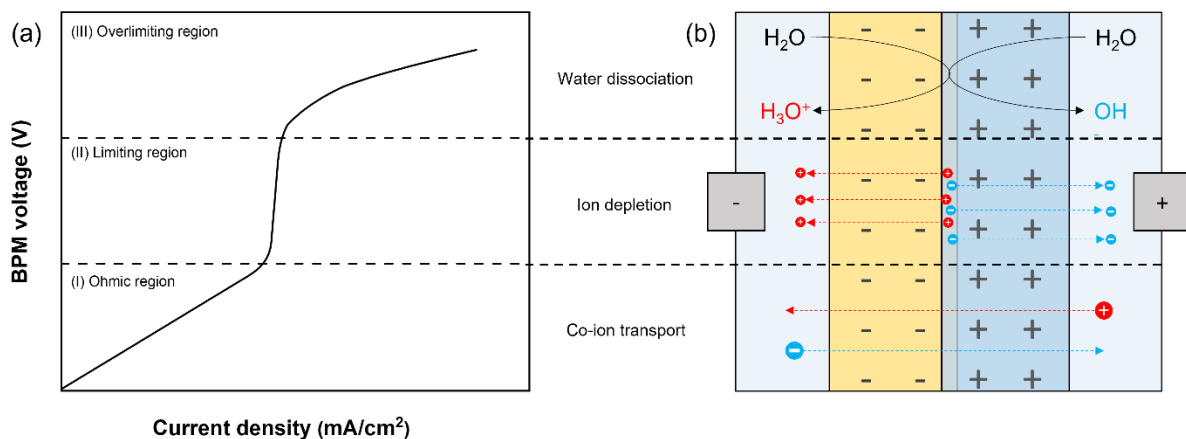 (a)
(III) Overlimiting region
(II) Limiting region
(I) Ohmic region
BPM voltage (V)
Current density (mA/cm²)
Water dissociation
Ion depletion
Co-ion transport
(b)
H₂O
H₂O
H₃O⁺
OH
-
- - + +
- - + +
- - + +
- - + +
- - + +
- - + +
- - + +
- - + +
-
+
+ +
+ - -
+ +
- -
+ +
- -
+
-